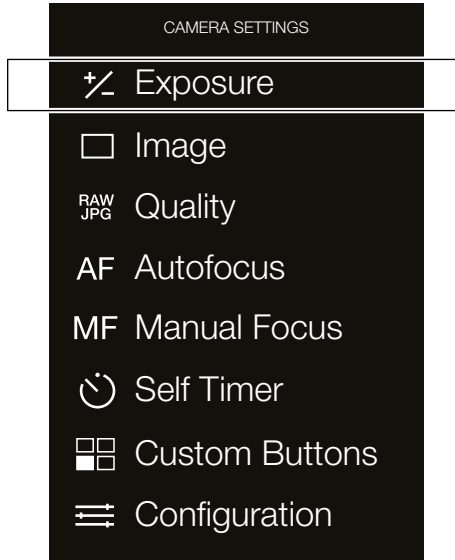 CAMERA SETTINGS
+/- Exposure
Image
RAW
JPG Quality
AF Autofocus
MF Manual Focus
Self Timer
Custom Buttons
Configuration